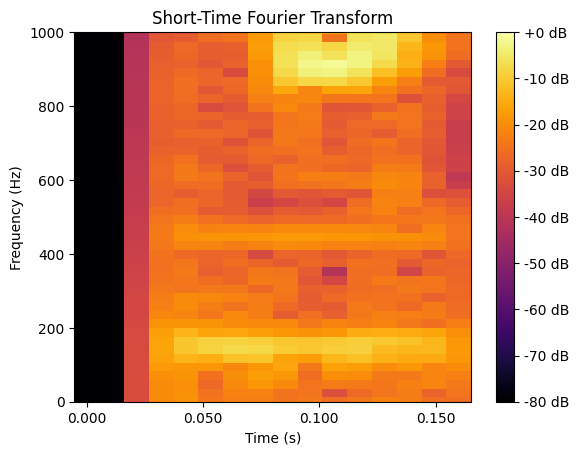 Short-Time Fourier Transform
Frequency (Hz)
1000
800
600
400
200
0
0.000
0.050
0.100
0.150
Time (s)
+0 dB
-10 dB
-20 dB
-30 dB
-40 dB
-50 dB
-60 dB
-70 dB
-80 dB